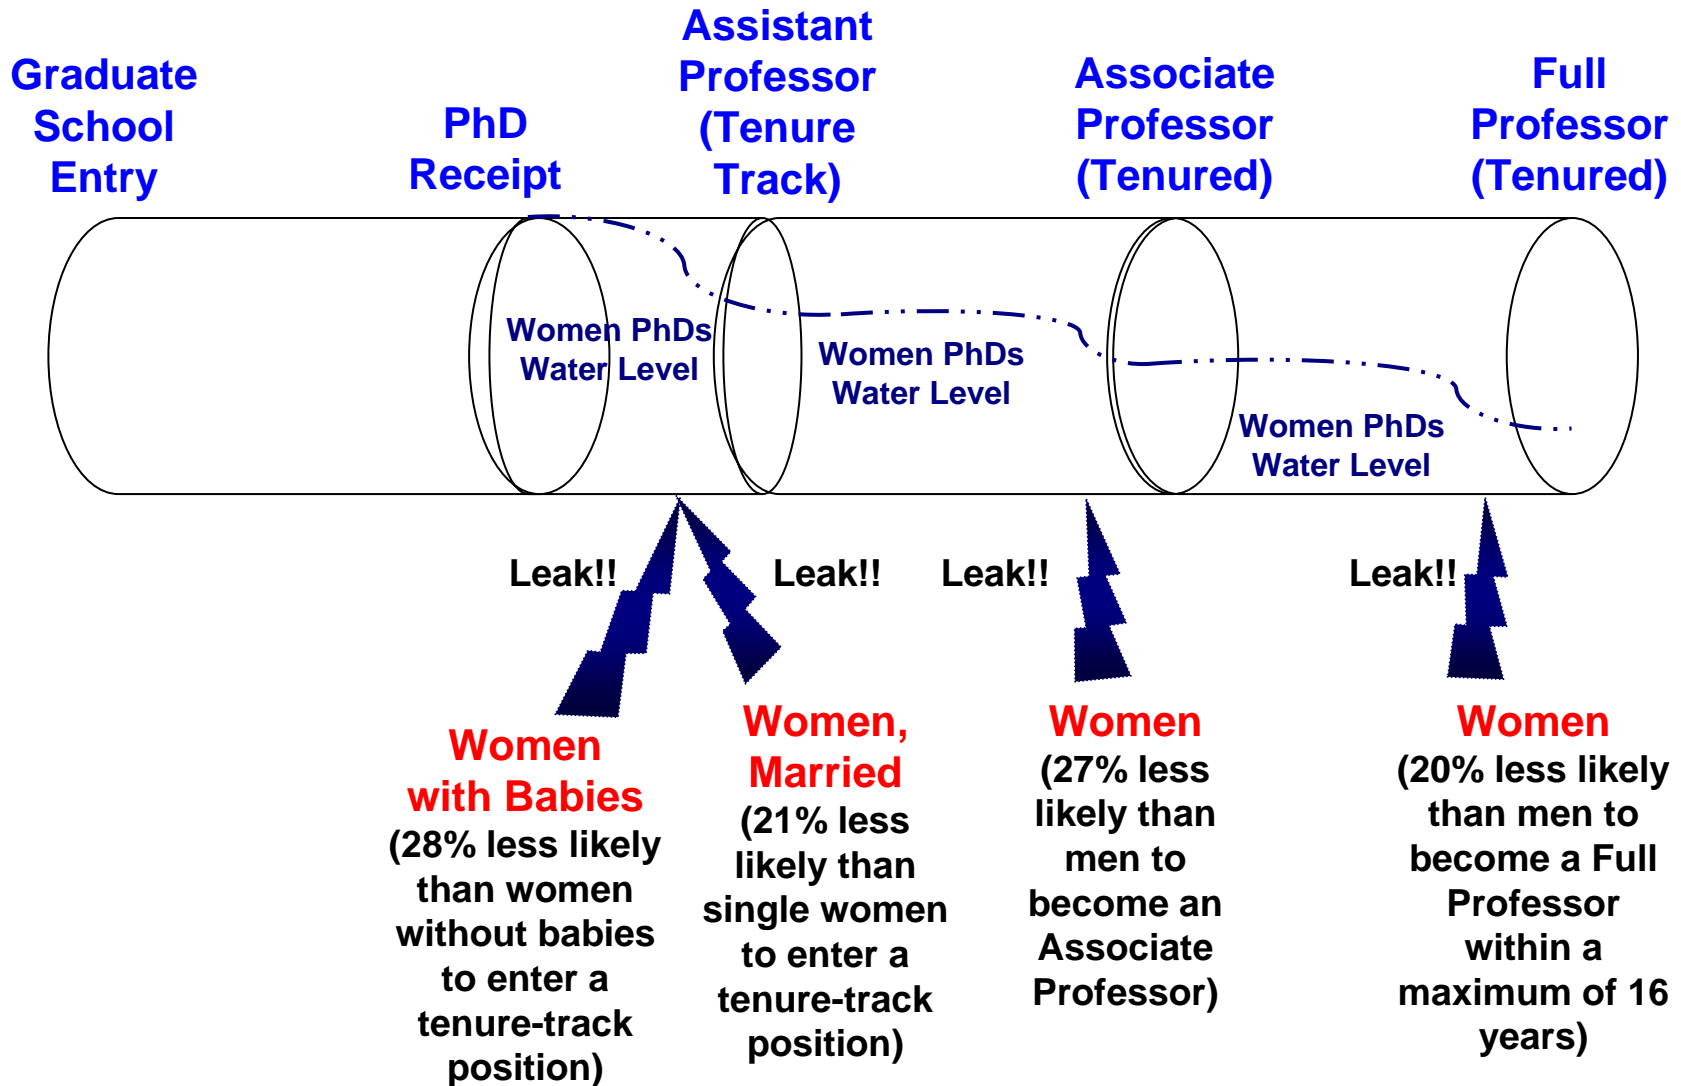 Graduate
School
Entry
PhD
Receipt
Assistant
Professor
(Tenure
Track)
Associate
Professor
(Tenured)
Full
Professor
(Tenured)
Women PhDs
Water Level
Women PhDs
Water Level
Women PhDs
Water Level
Leak!!
Leak!!
Leak!!
Leak!!
Women
with Babies
(28% less likely
than women
without babies
to enter a
tenure-track
position)
Women,
Married
(21% less
likely than
single women
to enter a
tenure-track
position)
Women
(27% less
likely than
men to
become an
Associate
Professor)
Women
(20% less likely
than men to
become a Full
Professor
within a
maximum of 16
years)